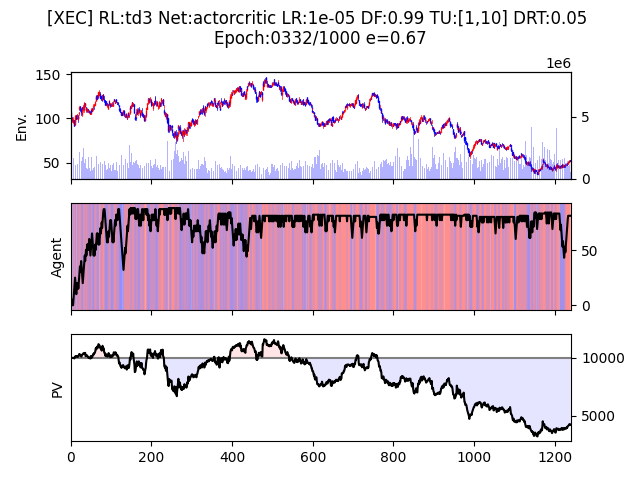 [XEC] RL:td3 Net:actorcritic LR:1e-05 DF:0.99 TU:[1,10] DRT:0.05
Epoch:0332/1000 e=0.67
1e6
150
100
50
Env.
5
0
Agent
50
0
PV
10000
5000
0 200 400 600 800 1000 1200